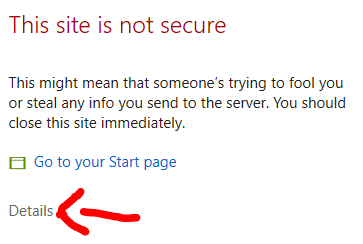 This site is not secure
This might mean that someone's trying to fool you
or steal any info you send to the server. You should
close this site immediately.
Go to your Start page
Details